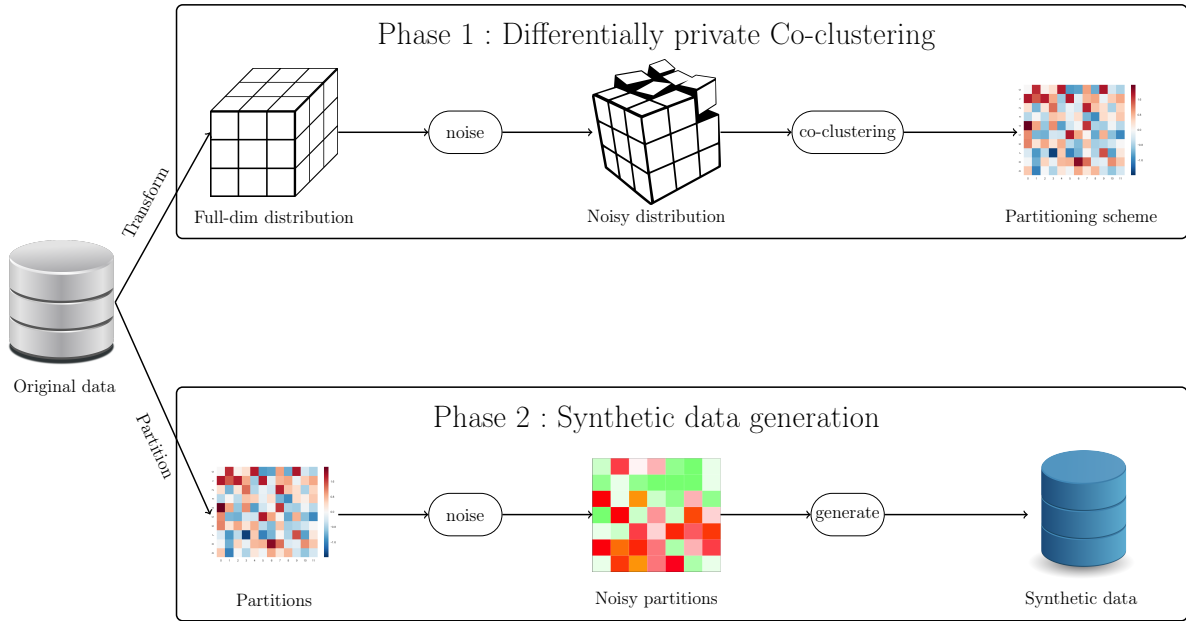 Phase 1 : Differentially private Co-clustering
noise
co-clustering
Transform
Full-dim distribution
Noisy distribution
Partitioning scheme
Original data
Partition
Phase 2 : Synthetic data generation
noise
generate
Partitions
Noisy partitions
Synthetic data